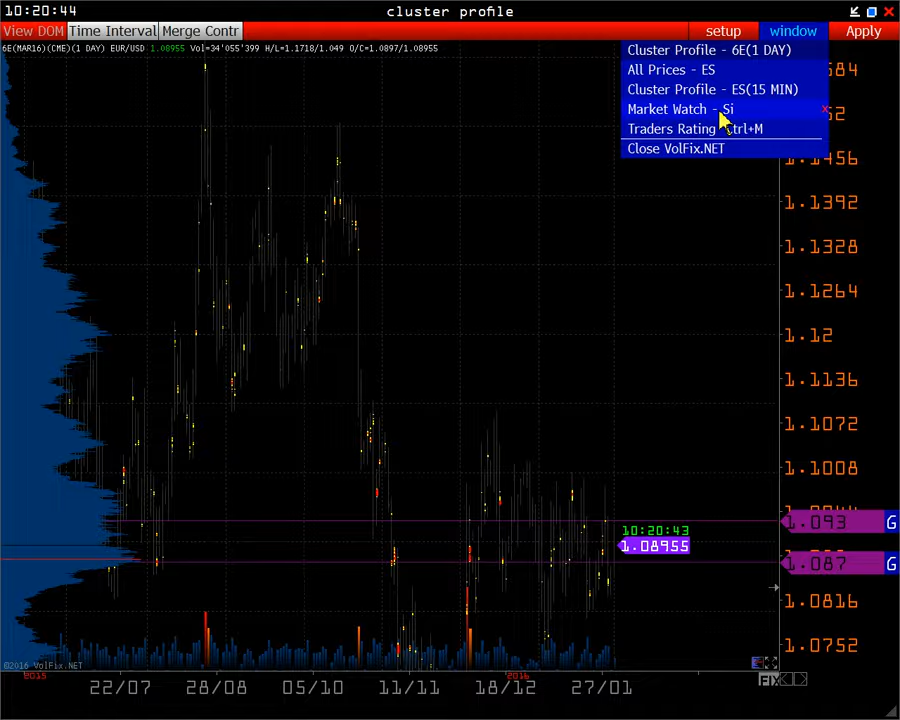 10:20:44
cluster profile
View DOM Time Interval Merge Contr
setup window Apply
6E(MAR16)(CME)(1 DAY) EUR/USD 1.08955 Vol=34'055'399 H/L=1.1718/1.049 O/C=1.0897/1.08955
Cluster Profile - 6E(1 DAY)
All Prices - ES
Cluster Profile - ES(15 MIN)
Market Watch - Si x
Traders Rating Ctrl+M
Close VolFix.NET
1.1456
1.1392
1.1328
1.1264
1.12
1.1136
1.1072
1.1008
1.093 G
10:20:43
1.08955
1.087 G
1.0816
1.0752
©2016 VolFix.NET
2015 2016
22/07 28/08 05/10 11/11 18/12 27/01
FIX